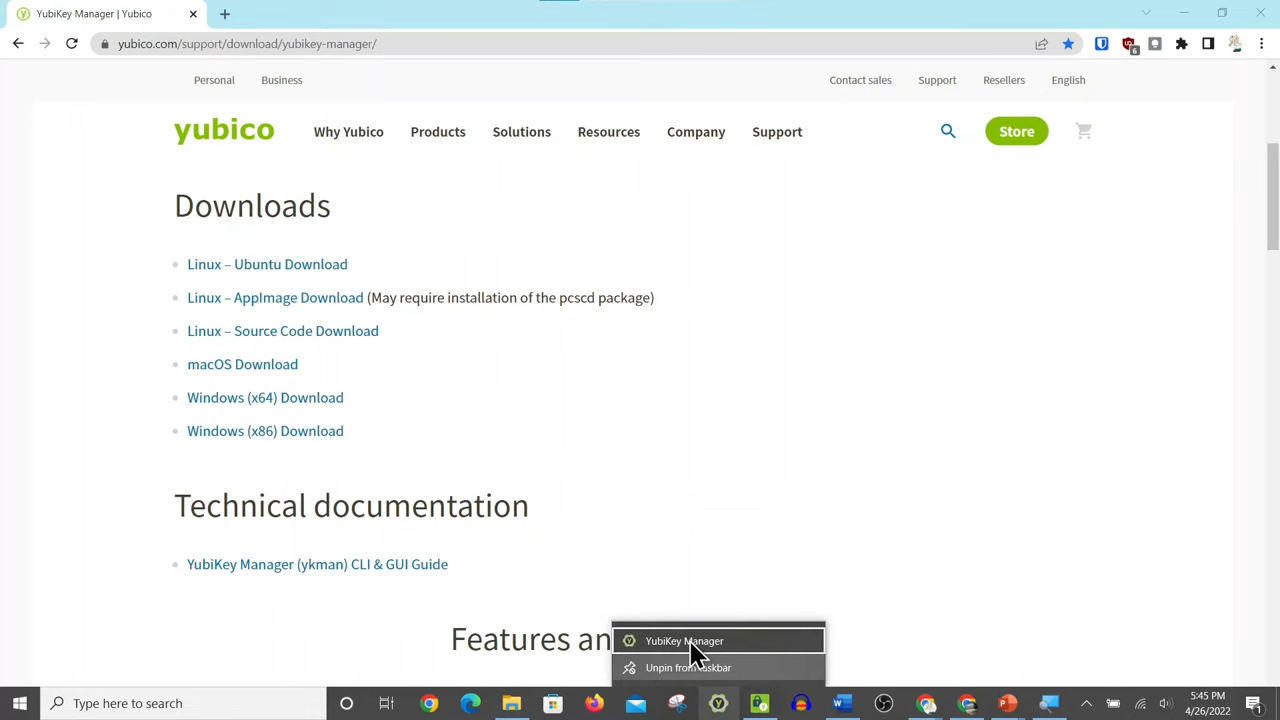 YubiKey Manager | Yubico
yubico.com/support/download/yubikey-manager/
6
Personal Business Contact sales Support Resellers English
yubico Why Yubico Products Solutions Resources Company Support Store
Downloads
Linux – Ubuntu Download
Linux – AppImage Download (May require installation of the pcscd package)
Linux – Source Code Download
macOS Download
Windows (x64) Download
Windows (x86) Download
Technical documentation
YubiKey Manager (ykman) CLI & GUI Guide
Features an
YubiKey Manager
Unpin from taskbar
Type here to search
5:45 PM
4/26/2022
1